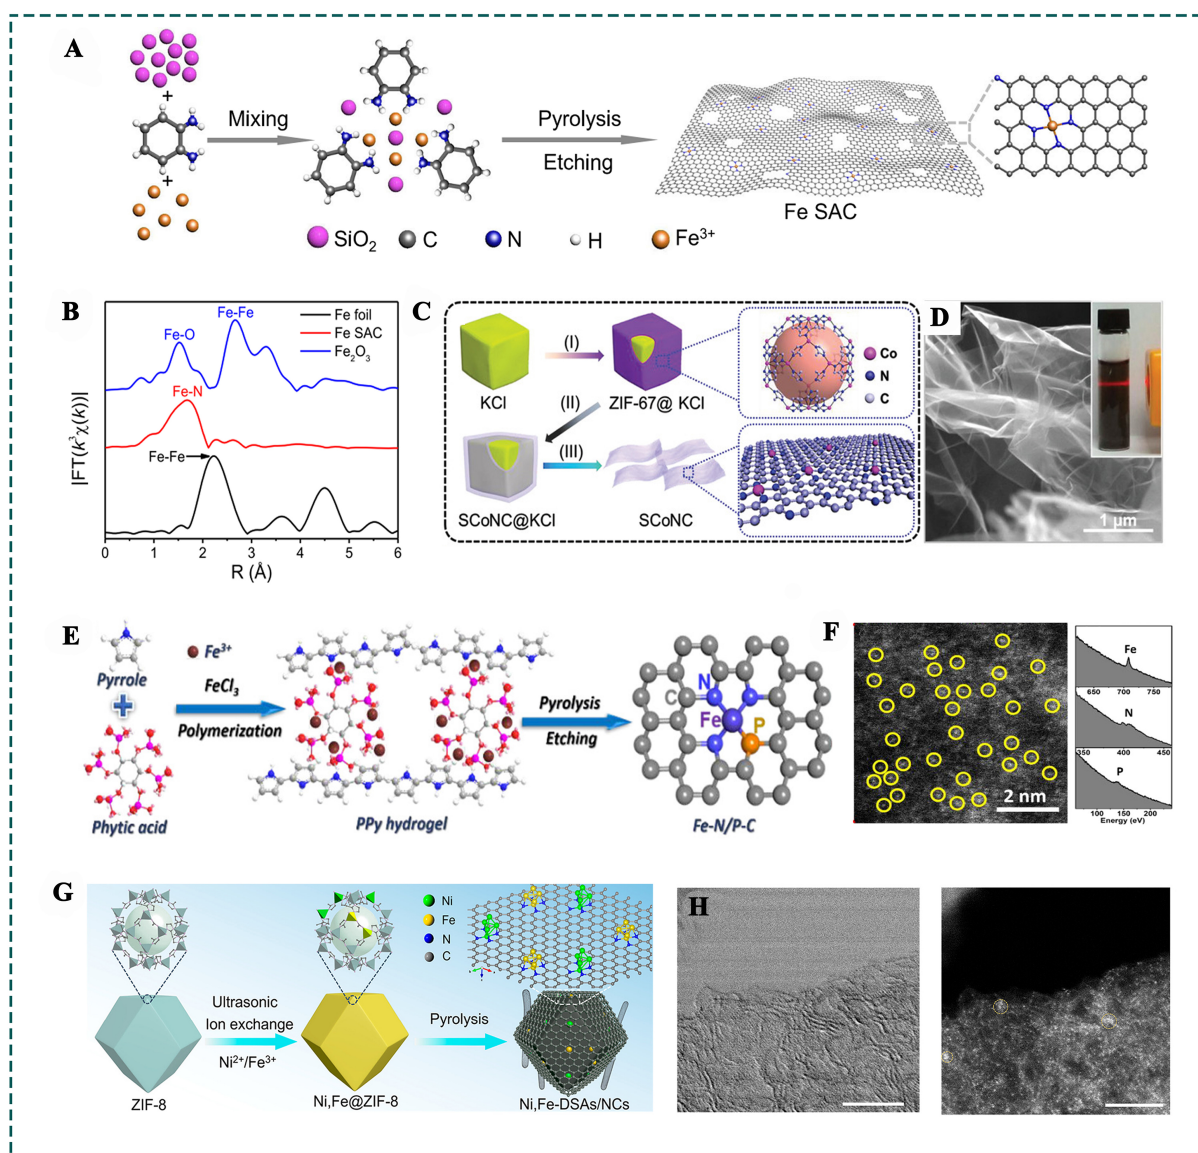 A
+
+
Mixing
Pyrolysis
Etching
Fe SAC
SiO₂
C
N
H
Fe³⁺
B
Fe-Fe
Fe-O
Fe foil
Fe SAC
Fe₂O₃
Fe-N
Fe-Fe
|FT(k³χ(k))|
0 1 2 3 4 5 6
R (Å)
C
(I)
KCl
ZIF-67@ KCl
(II)
(III)
SCoNC@KCl
SCoNC
Co
N
C
D
1 µm
E
Pyrrole
+
Phytic acid
Fe³⁺
FeCl₃
Polymerization
PPy hydrogel
Pyrolysis
Etching
N
C
Fe
P
Fe-N/P-C
F
2 nm
Fe
650 700 750
N
350 400 450
P
100 150 200
Energy (eV)
G
ZIF-8
Ultrasonic
Ion exchange
Ni²⁺/Fe³⁺
Ni,Fe@ZIF-8
Pyrolysis
Ni
Fe
N
C
Ni,Fe-DSAs/NCs
H